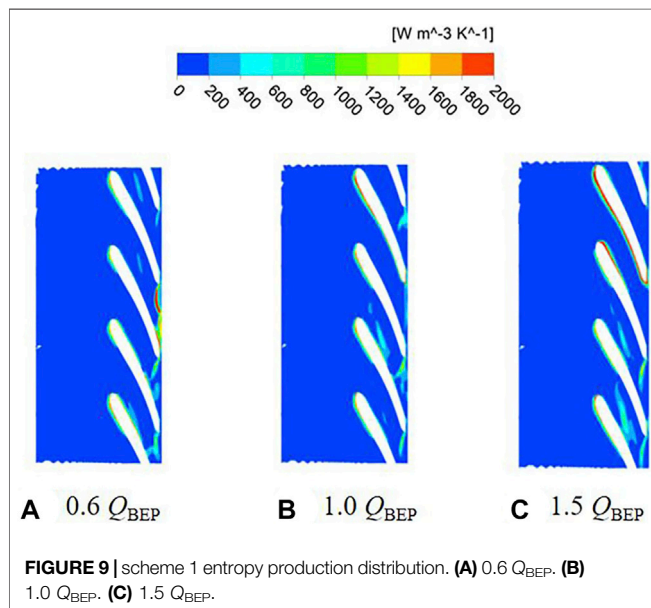 [W m^-3 K^-1]
0 200 400 600 800 1000 1200 1400 1600 1800 2000
A 0.6 QBEP B 1.0 QBEP C 1.5 QBEP
FIGURE 9 | scheme 1 entropy production distribution. (A) 0.6 QBEP. (B)
1.0 QBEP. (C) 1.5 QBEP.